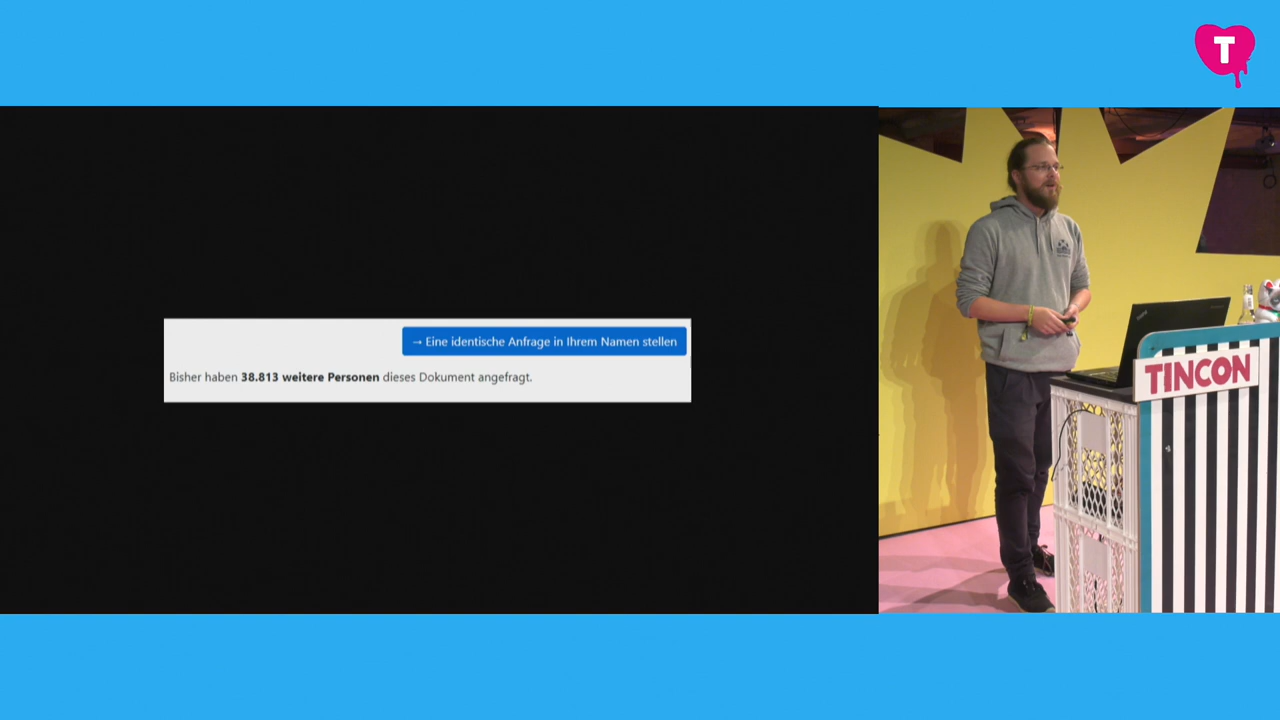 T
→ Eine identische Anfrage in Ihrem Namen stellen
Bisher haben 38.813 weitere Personen dieses Dokument angefragt.
TINCON